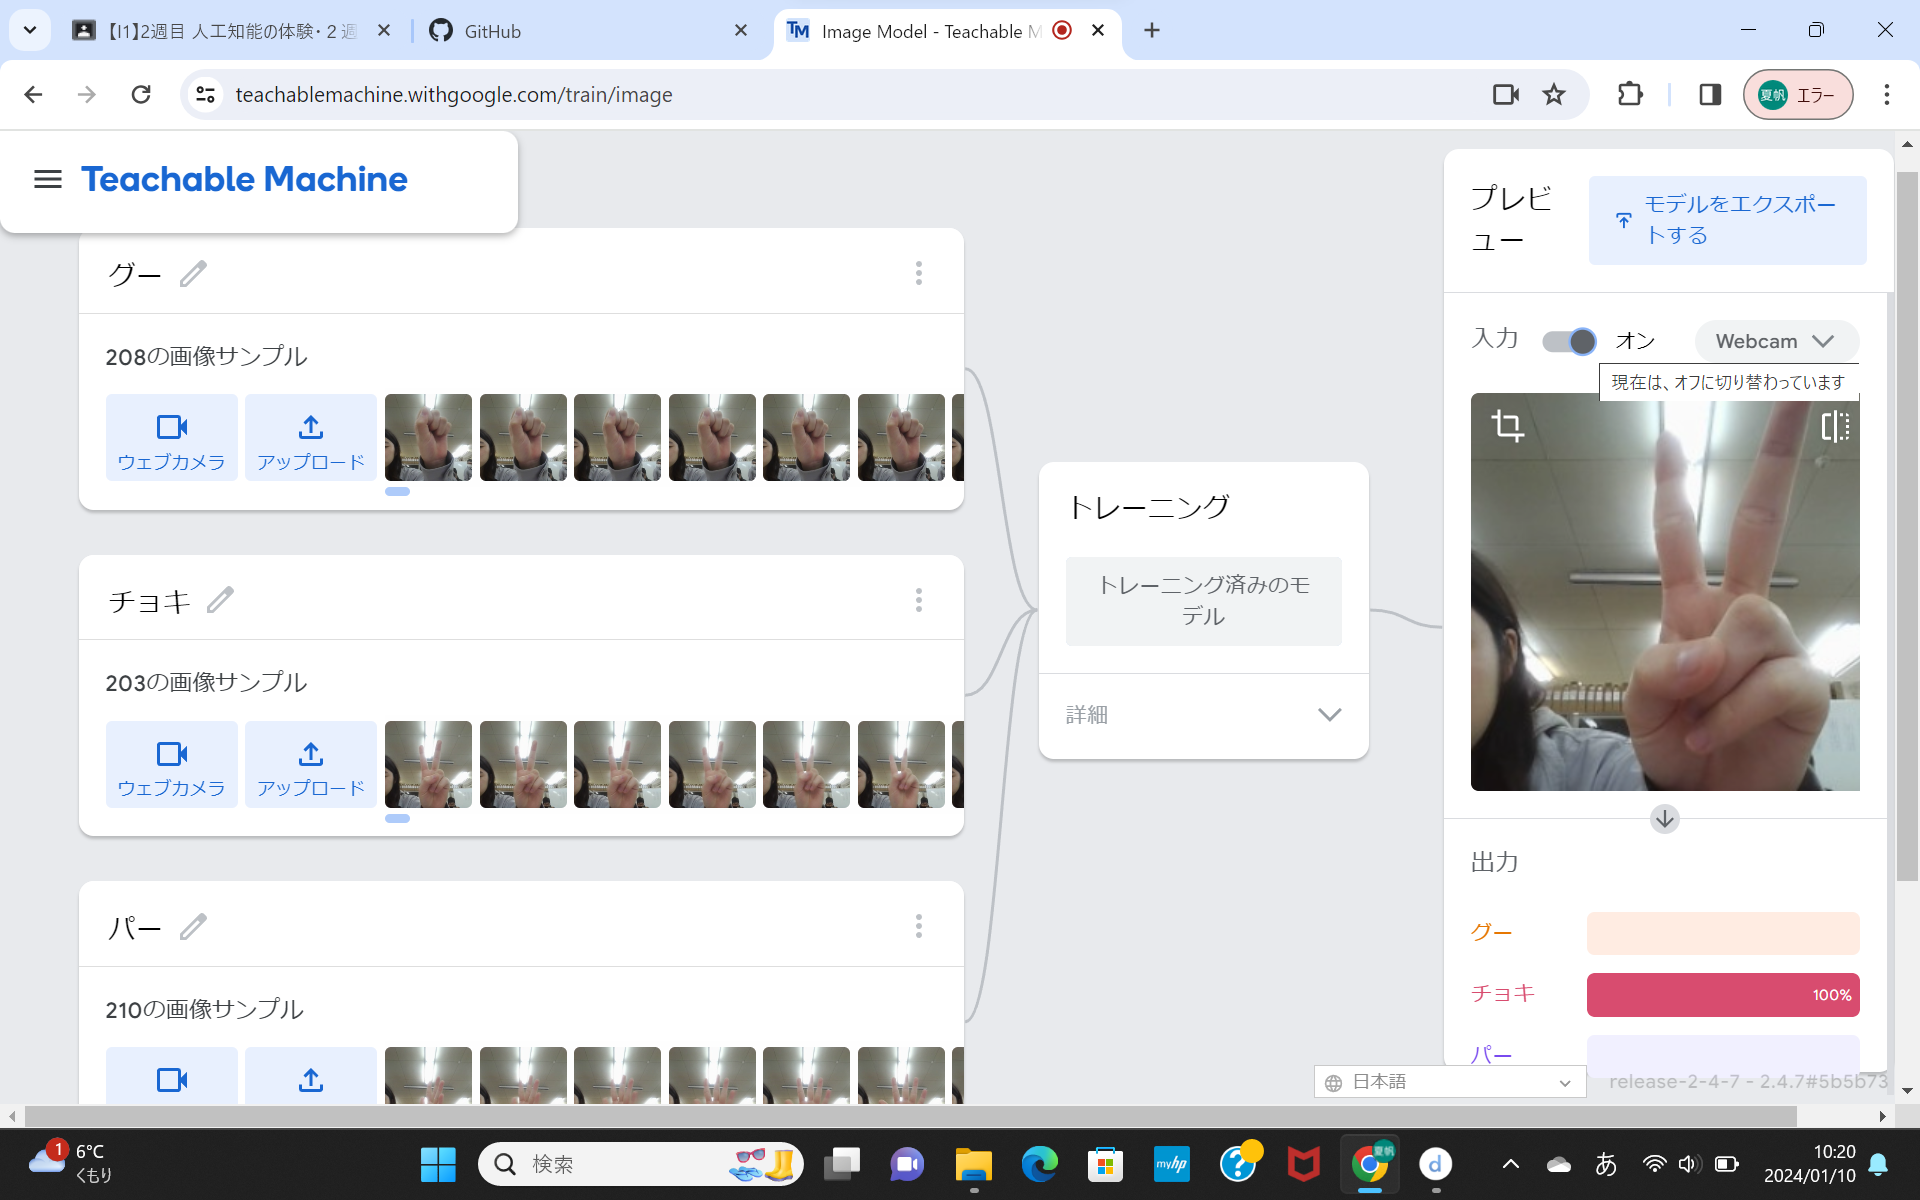 【I1】2週目 人工知能の体験・２週
GitHub
Image Model - Teachable M
teachablemachine.withgoogle.com/train/image
夏帆 エラー
Teachable Machine
グー
208の画像サンプル
ウェブカメラ
アップロード
チョキ
203の画像サンプル
ウェブカメラ
アップロード
パー
210の画像サンプル
トレーニング
トレーニング済みのモ
デル
詳細
プレビ
ュー
モデルをエクスポー
トする
入力
オン
Webcam
現在は、オフに切り替わっています
出力
グー
チョキ
100%
パー
日本語
release-2-4-7 - 2.4.7#5b5b73
1
6°C
くもり
検索
myhp
夏帆
d
あ
10:20
2024/01/10